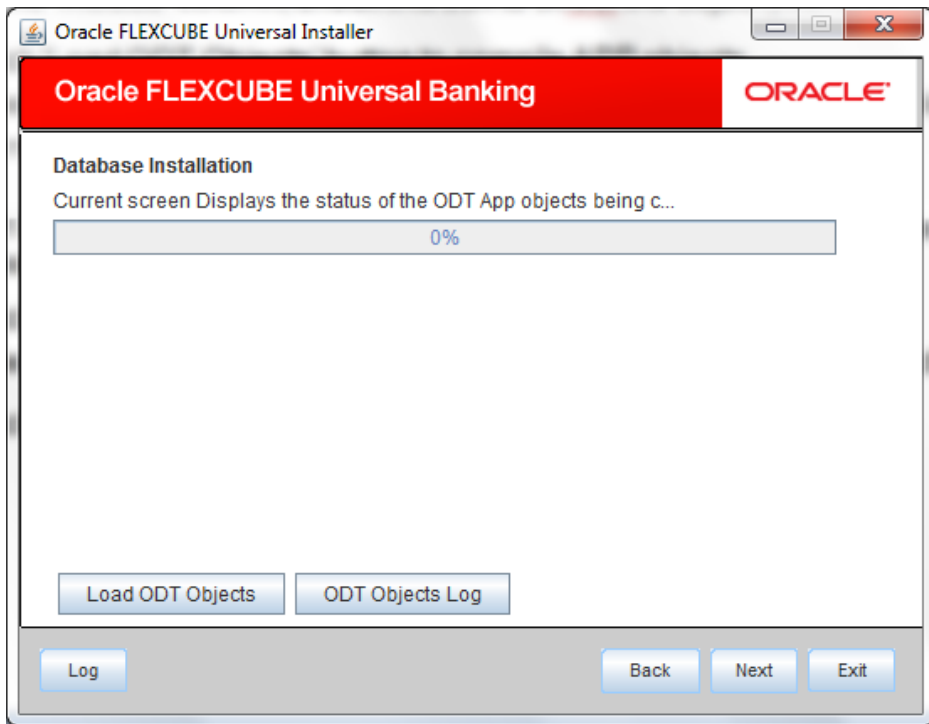 Oracle FLEXCUBE Universal Installer
Oracle FLEXCUBE Universal Banking
ORACLE
Database Installation
Current screen Displays the status of the ODT App objects being c...
0%
Load ODT Objects ODT Objects Log
Log Back Next Exit